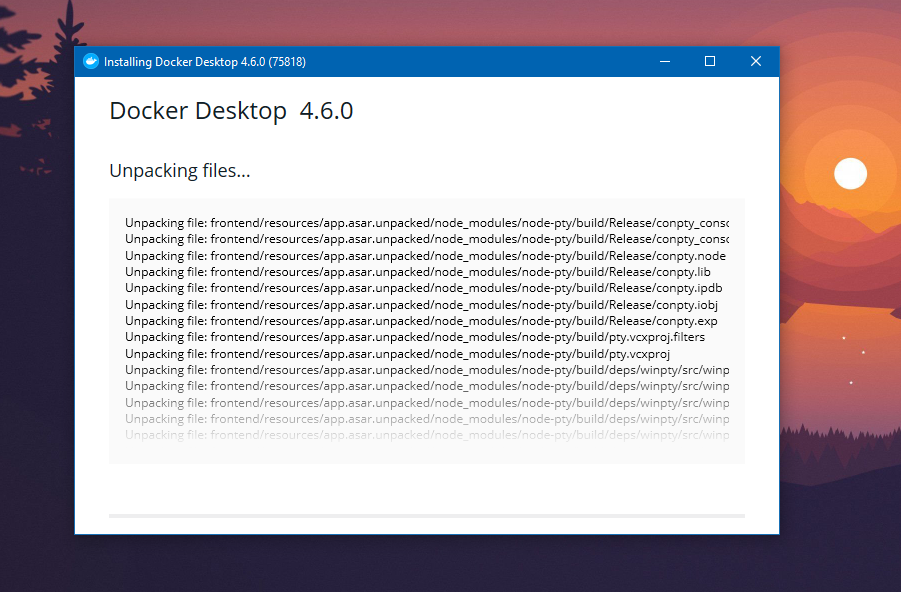 Installing Docker Desktop 4.6.0 (75818)
Docker Desktop 4.6.0
Unpacking files...
Unpacking file: frontend/resources/app.asar.unpacked/node_modules/node-pty/build/Release/conpty_consc
Unpacking file: frontend/resources/app.asar.unpacked/node_modules/node-pty/build/Release/conpty_consc
Unpacking file: frontend/resources/app.asar.unpacked/node_modules/node-pty/build/Release/conpty.node
Unpacking file: frontend/resources/app.asar.unpacked/node_modules/node-pty/build/Release/conpty.lib
Unpacking file: frontend/resources/app.asar.unpacked/node_modules/node-pty/build/Release/conpty.ipdb
Unpacking file: frontend/resources/app.asar.unpacked/node_modules/node-pty/build/Release/conpty.iobj
Unpacking file: frontend/resources/app.asar.unpacked/node_modules/node-pty/build/Release/conpty.exp
Unpacking file: frontend/resources/app.asar.unpacked/node_modules/node-pty/build/pty.vcxproj.filters
Unpacking file: frontend/resources/app.asar.unpacked/node_modules/node-pty/build/pty.vcxproj
Unpacking file: frontend/resources/app.asar.unpacked/node_modules/node-pty/build/deps/winpty/src/winp
Unpacking file: frontend/resources/app.asar.unpacked/node_modules/node-pty/build/deps/winpty/src/winp
Unpacking file: frontend/resources/app.asar.unpacked/node_modules/node-pty/build/deps/winpty/src/winp
Unpacking file: frontend/resources/app.asar.unpacked/node_modules/node-pty/build/deps/winpty/src/winp
Unpacking file: frontend/resources/app.asar.unpacked/node_modules/node-pty/build/deps/winpty/src/winp